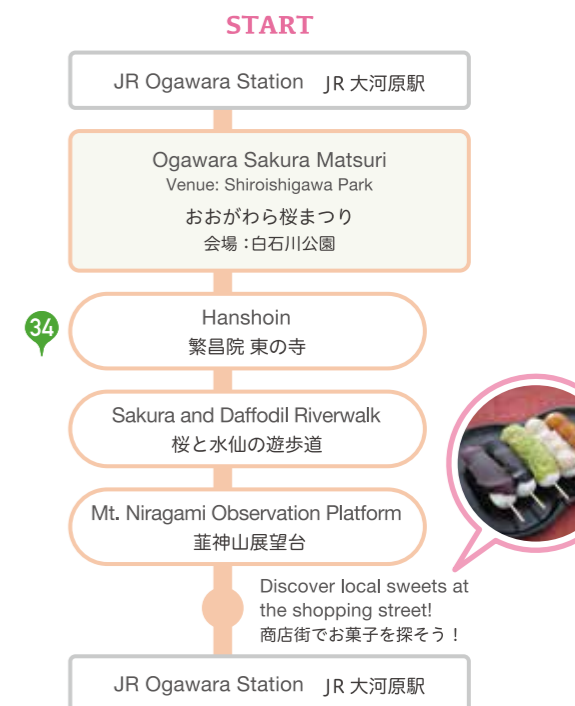 START
JR Ogawara Station JR 大河原駅
Ogawara Sakura Matsuri
Venue: Shiroishigawa Park
おおがわら桜まつり
会場：白石川公園
34
Hanshoin
繁昌院 東の寺
Sakura and Daffodil Riverwalk
桜と水仙の遊歩道
Mt. Niragami Observation Platform
韮神山展望台
Discover local sweets at
the shopping street!
商店街でお菓子を探そう！
JR Ogawara Station JR 大河原駅